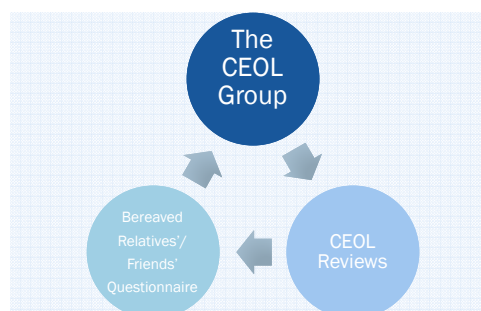 The
CEOL
Group
Bereaved
Relatives’/
Friends’
Questionnaire
CEOL
Reviews